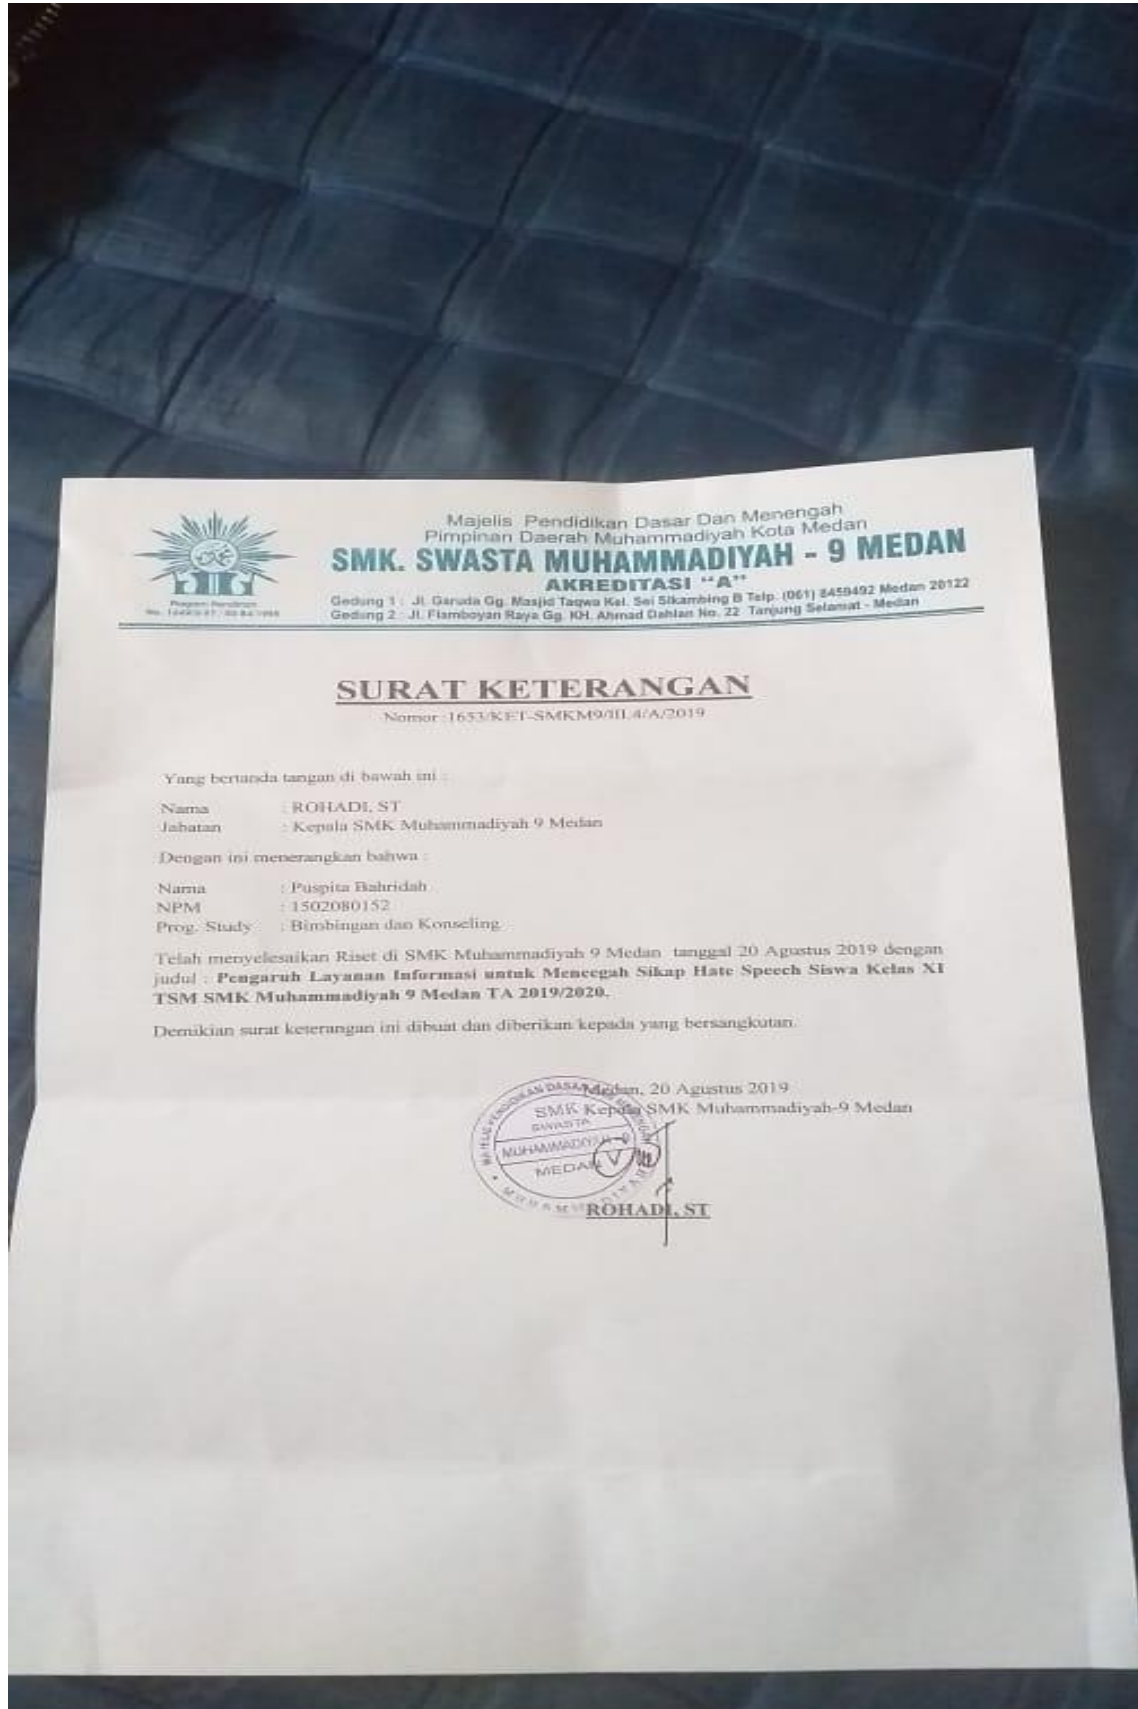 Majelis Pendidikan Dasar Dan Menengah
Pimpinan Daerah Muhammadiyah Kota Medan
SMK. SWASTA MUHAMMADIYAH - 9 MEDAN
AKREDITASI "A"
Gedung 1 : Jl. Garuda Gg. Masjid Taqwa Kel. Sei Sikambing B Telp. (061) 8459492 Medan 20122
Gedung 2 : Jl. Flamboyan Raya Gg. KH. Ahmad Dahlan No. 22 Tanjung Selamat - Medan
SURAT KETERANGAN
Nomor :1653/KET-SMKM9/III.4/A/2019
Yang bertanda tangan di bawah ini :
Nama : ROHADI, ST
Jabatan : Kepala SMK Muhammadiyah 9 Medan
Dengan ini menerangkan bahwa :
Nama : Puspita Bahridah
NPM : 1502080152
Prog. Study : Bimbingan dan Konseling
Telah menyelesaikan Riset di SMK Muhammadiyah 9 Medan tanggal 20 Agustus 2019 dengan
judul : Pengaruh Layanan Informasi untuk Mencegah Sikap Hate Speech Siswa Kelas XI
TSM SMK Muhammadiyah 9 Medan TA 2019/2020.
Demikian surat keterangan ini dibuat dan diberikan kepada yang bersangkutan.
Medan, 20 Agustus 2019
Kepala SMK Muhammadiyah-9 Medan
SMK
SWASTA
MUHAMMADIYAH - 9
MEDAN
ROHADI, ST